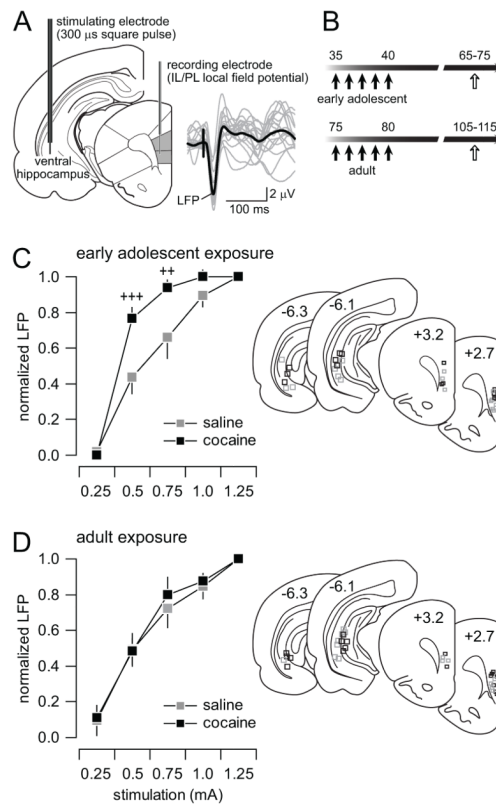 A
stimulating electrode
(300 µs square pulse)
recording electrode
(IL/PL local field potential)
ventral
hippocampus
LFP
2 µV
100 ms
B
35 40 65-75
early adolescent
75 80 105-115
adult
C
early adolescent exposure
normalized LFP
1.0
0.8
0.6
0.4
0.2
0.0
+++
++
saline
cocaine
0.25 0.5 0.75 1.0 1.25
-6.3
-6.1
+3.2
+2.7
D
adult exposure
normalized LFP
1.0
0.8
0.6
0.4
0.2
0.0
saline
cocaine
0.25 0.5 0.75 1.0 1.25
stimulation (mA)
-6.3
-6.1
+3.2
+2.7